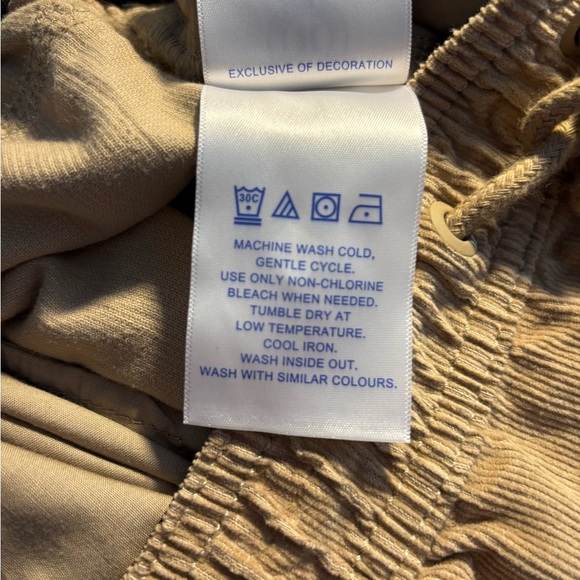 EXCLUSIVE OF DECORATION
30C
MACHINE WASH COLD,
GENTLE CYCLE.
USE ONLY NON-CHLORINE
BLEACH WHEN NEEDED.
TUMBLE DRY AT
LOW TEMPERATURE.
COOL IRON.
WASH INSIDE OUT.
WASH WITH SIMILAR COLOURS.